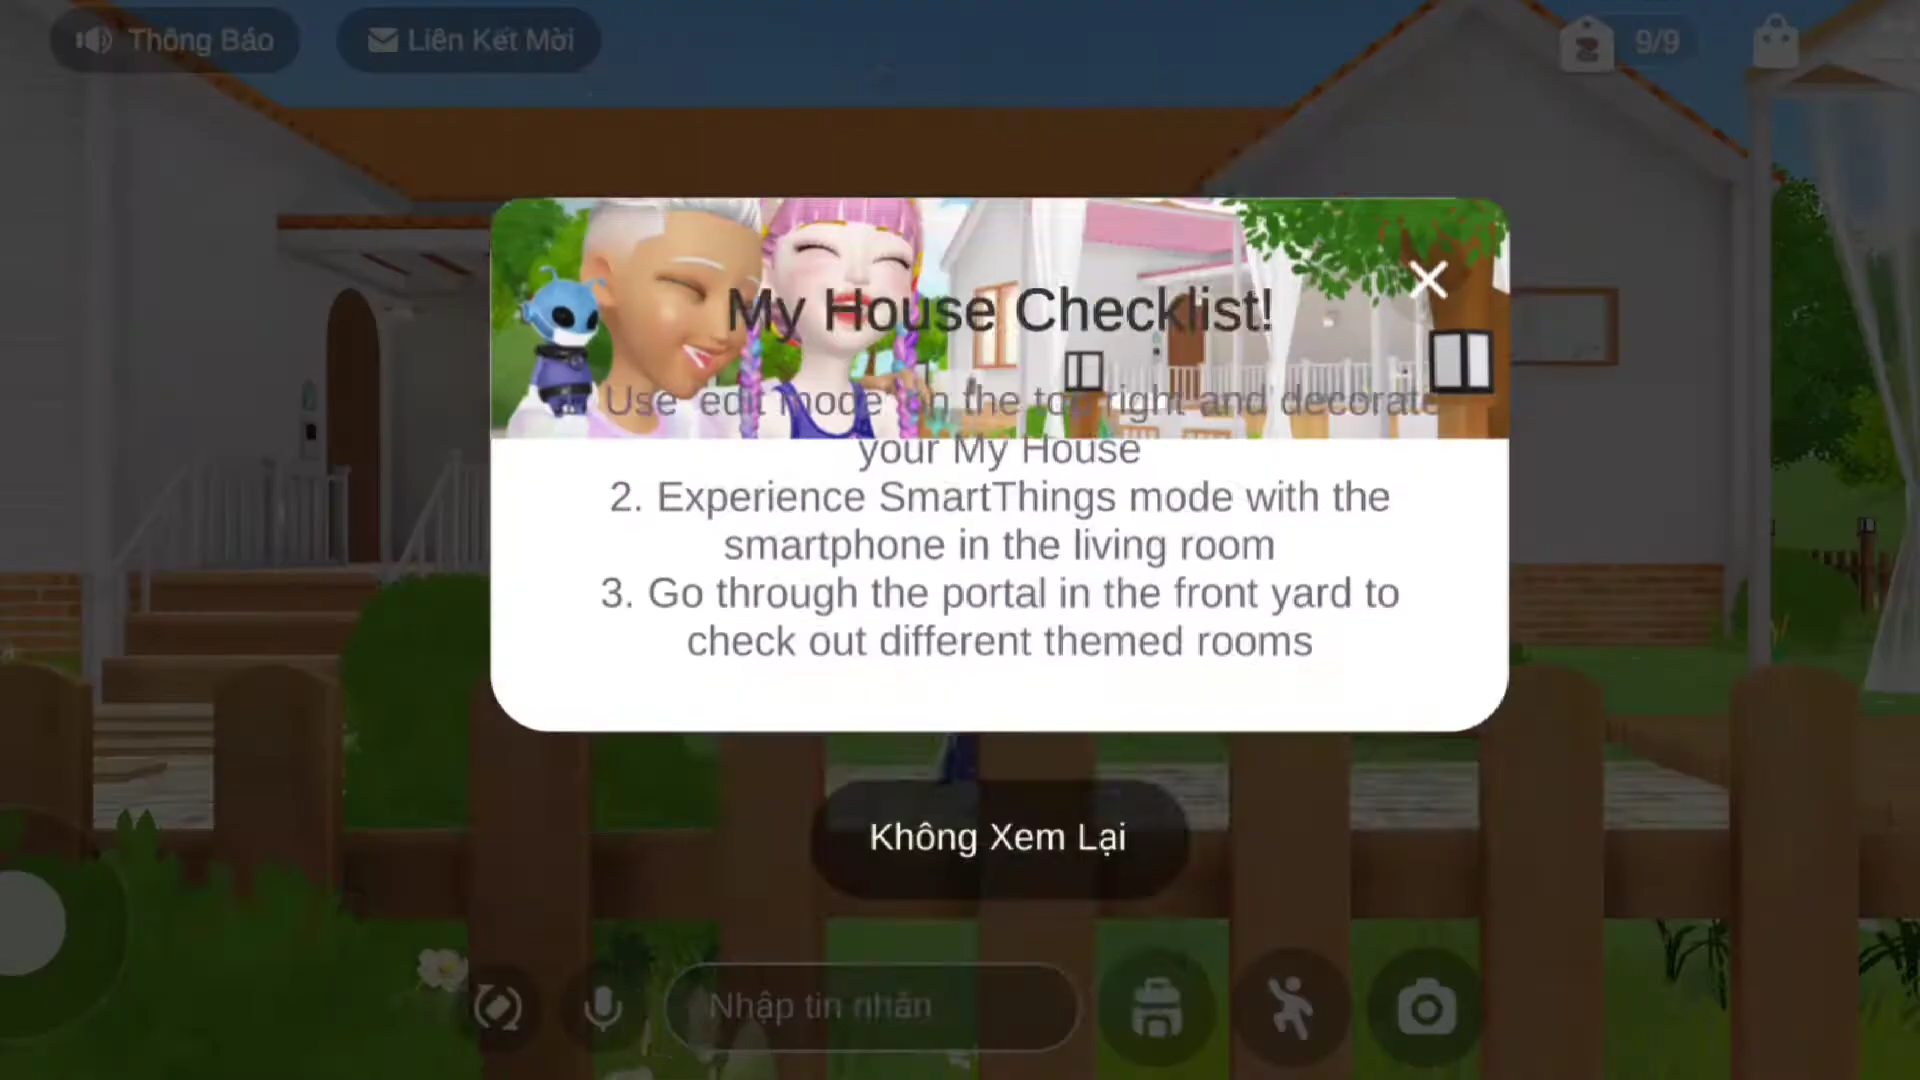 Thông Báo
Liên Kết Mời
9/9
My House Checklist!
Use 'edit mode' on the top right and decorate
your My House
2. Experience SmartThings mode with the
smartphone in the living room
3. Go through the portal in the front yard to
check out different themed rooms
Không Xem Lại
Nhập tin nhắn